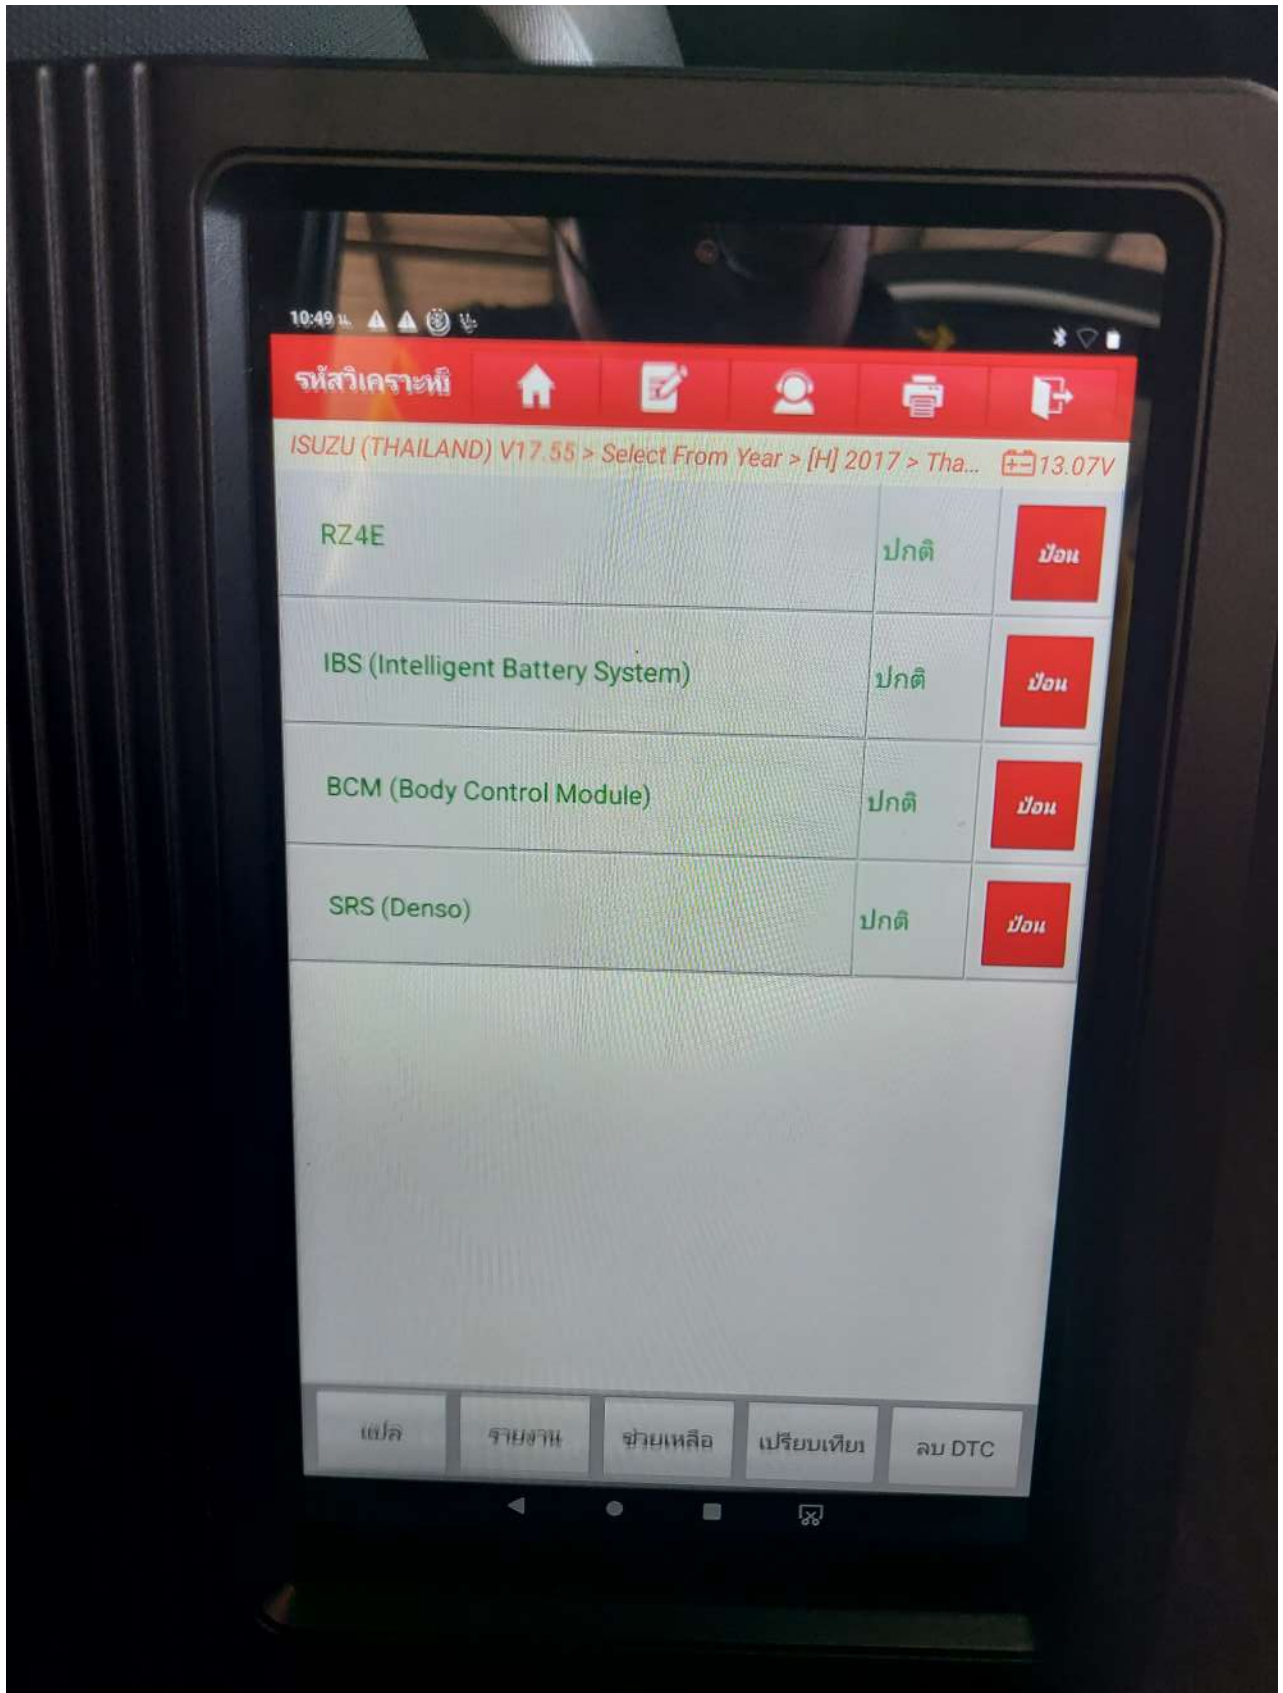 10:49 น.
รหัสวิเคราะห์
ISUZU (THAILAND) V17.55 > Select From Year > [H] 2017 > Tha... 13.07V
RZ4E ปกติ ป้อน
IBS (Intelligent Battery System) ปกติ ป้อน
BCM (Body Control Module) ปกติ ป้อน
SRS (Denso) ปกติ ป้อน
แปล รายงาน ช่วยเหลือ เปรียบเทีย ลบ DTC